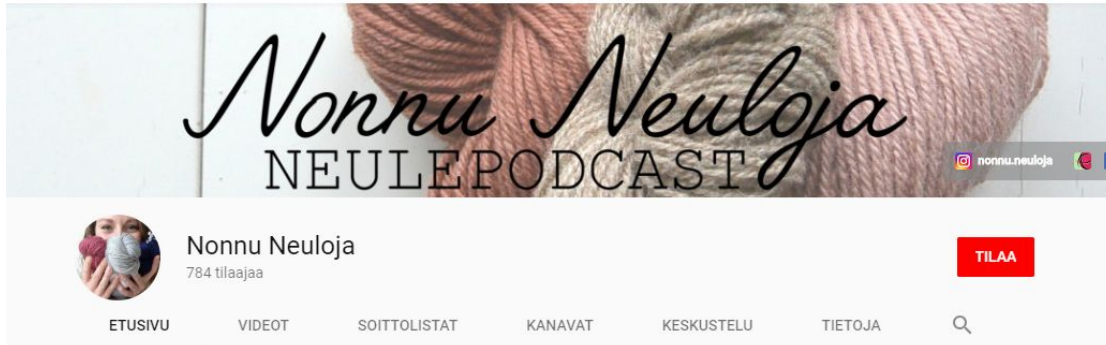 Nonnu Neuloja
NEULEPODCAST
nonnu.neuloja
Nonnu Neuloja
784 tilaajaa
TILAA
ETUSIVU VIDEOT SOITTOLISTAT KANAVAT KESKUSTELU TIETOJA